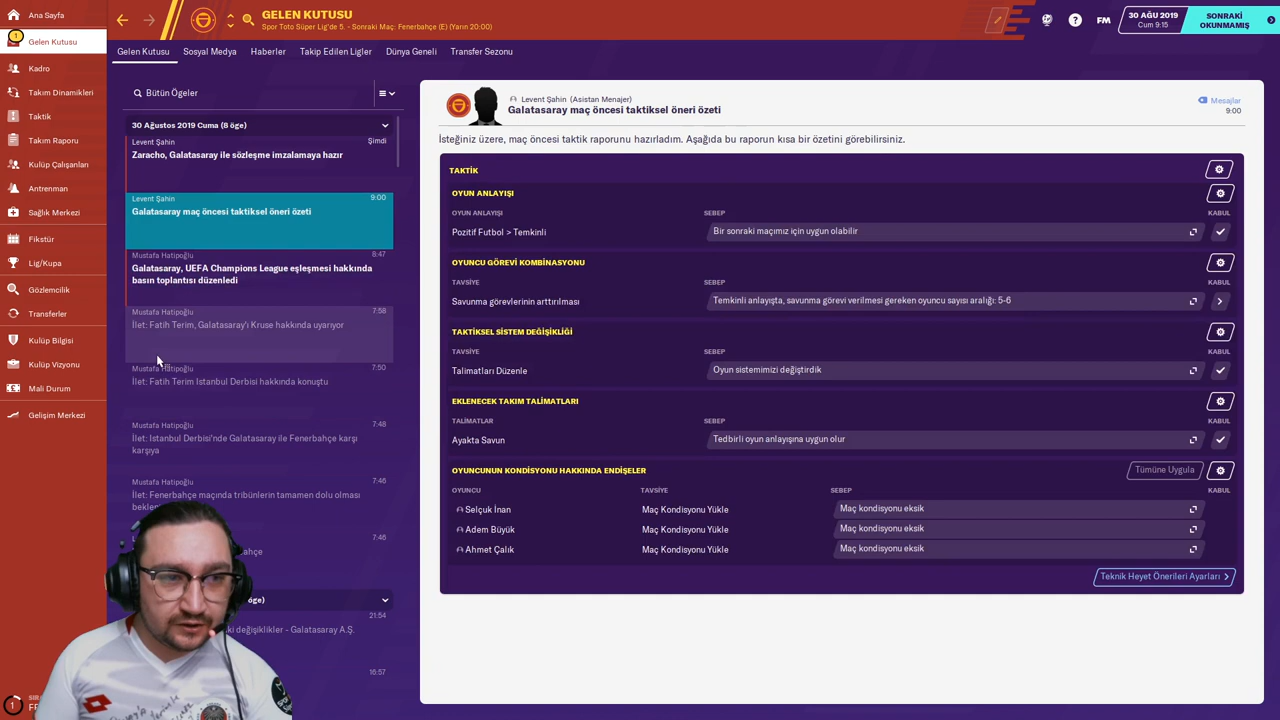 Ana Sayfa
1
Gelen Kutusu
Kadro
Takım Dinamikleri
Taktik
Takım Raporu
Kulüp Çalışanları
Antrenman
Sağlık Merkezi
Fikstür
Lig/Kupa
Gözlemcilik
Transferler
Kulüp Bilgisi
Kulüp Vizyonu
Mali Durum
Gelişim Merkezi
1
GELEN KUTUSU
Spor Toto Süper Lig'de 5. - Sonraki Maç: Fenerbahçe (E) (Yarın 20:00)
FM
30 AĞU 2019
Cum 9:15
SONRAKİ
OKUNMAMIŞ
Gelen Kutusu Sosyal Medya Haberler Takip Edilen Ligler Dünya Geneli Transfer Sezonu
Bütün Ögeler
30 Ağustos 2019 Cuma (8 öge)
Levent Şahin Şimdi
Zaracho, Galatasaray ile sözleşme imzalamaya hazır
Levent Şahin 9:00
Galatasaray maç öncesi taktiksel öneri özeti
Mustafa Hatipoğlu 8:47
Galatasaray, UEFA Champions League eşleşmesi hakkında
basın toplantısı düzenledi
Mustafa Hatipoğlu 7:58
İlet: Fatih Terim, Galatasaray'ı Kruse hakkında uyarıyor
Mustafa Hatipoğlu 7:50
İlet: Fatih Terim Istanbul Derbisi hakkında konuştu
Mustafa Hatipoğlu 7:48
İlet: Istanbul Derbisi'nde Galatasaray ile Fenerbahçe karşı
karşıya
Mustafa Hatipoğlu 7:46
İlet: Fenerbahçe maçında tribünlerin tamamen dolu olması
7:46
öge)
21:54
değişiklikler - Galatasaray A.Ş.
16:57
Levent Şahin (Asistan Menajer)
Galatasaray maç öncesi taktiksel öneri özeti
Mesajlar
9:00
İsteğiniz üzere, maç öncesi taktik raporunu hazırladım. Aşağıda bu raporun kısa bir özetini görebilirsiniz.
TAKTİK
OYUN ANLAYIŞI
OYUN ANLAYIŞI SEBEP KABUL
Pozitif Futbol > Temkinli Bir sonraki maçımız için uygun olabilir
OYUNCU GÖREVİ KOMBİNASYONU
TAVSİYE SEBEP KABUL
Savunma görevlerinin arttırılması Temkinli anlayışta, savunma görevi verilmesi gereken oyuncu sayısı aralığı: 5-6
TAKTİKSEL SİSTEM DEĞİŞİKLİĞİ
TAVSİYE SEBEP KABUL
Talimatları Düzenle Oyun sistemimizi değiştirdik
EKLENECEK TAKIM TALİMATLARI
TALİMATLAR SEBEP KABUL
Ayakta Savun Tedbirli oyun anlayışına uygun olur
OYUNCUNUN KONDİSYONU HAKKINDA ENDİŞELER Tümüne Uygula
OYUNCU TAVSİYE SEBEP KABUL
Selçuk İnan Maç Kondisyonu Yükle Maç kondisyonu eksik
Adem Büyük Maç Kondisyonu Yükle Maç kondisyonu eksik
Ahmet Çalık Maç Kondisyonu Yükle Maç kondisyonu eksik
Teknik Heyet Önerileri Ayarları